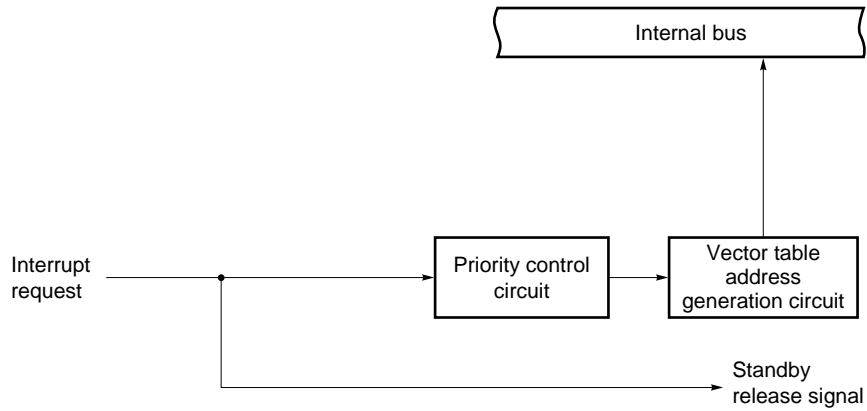 Internal bus
Interrupt
request
Priority control
circuit
Vector table
address
generation circuit
Standby
release signal